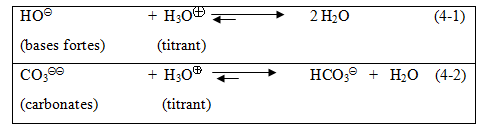 HO⊖ + H₃O⊕ ⇌ 2 H₂O (4-1)
(bases fortes) (titrant)
CO₃⊖⊖ + H₃O⊕ ⇌ HCO₃⊖ + H₂O (4-2)
(carbonates) (titrant)